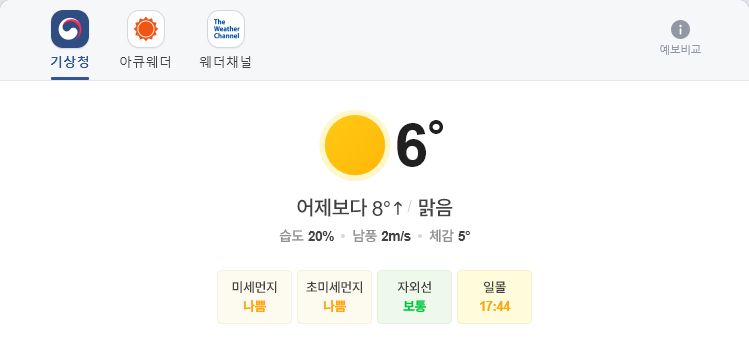 The
Weather
Channel
기상청 아큐웨더 웨더채널
예보비교
6°
어제보다 8°↑ / 맑음
습도 20% • 남풍 2m/s • 체감 5°
미세먼지 초미세먼지 자외선 일몰
나쁨 나쁨 보통 17:44